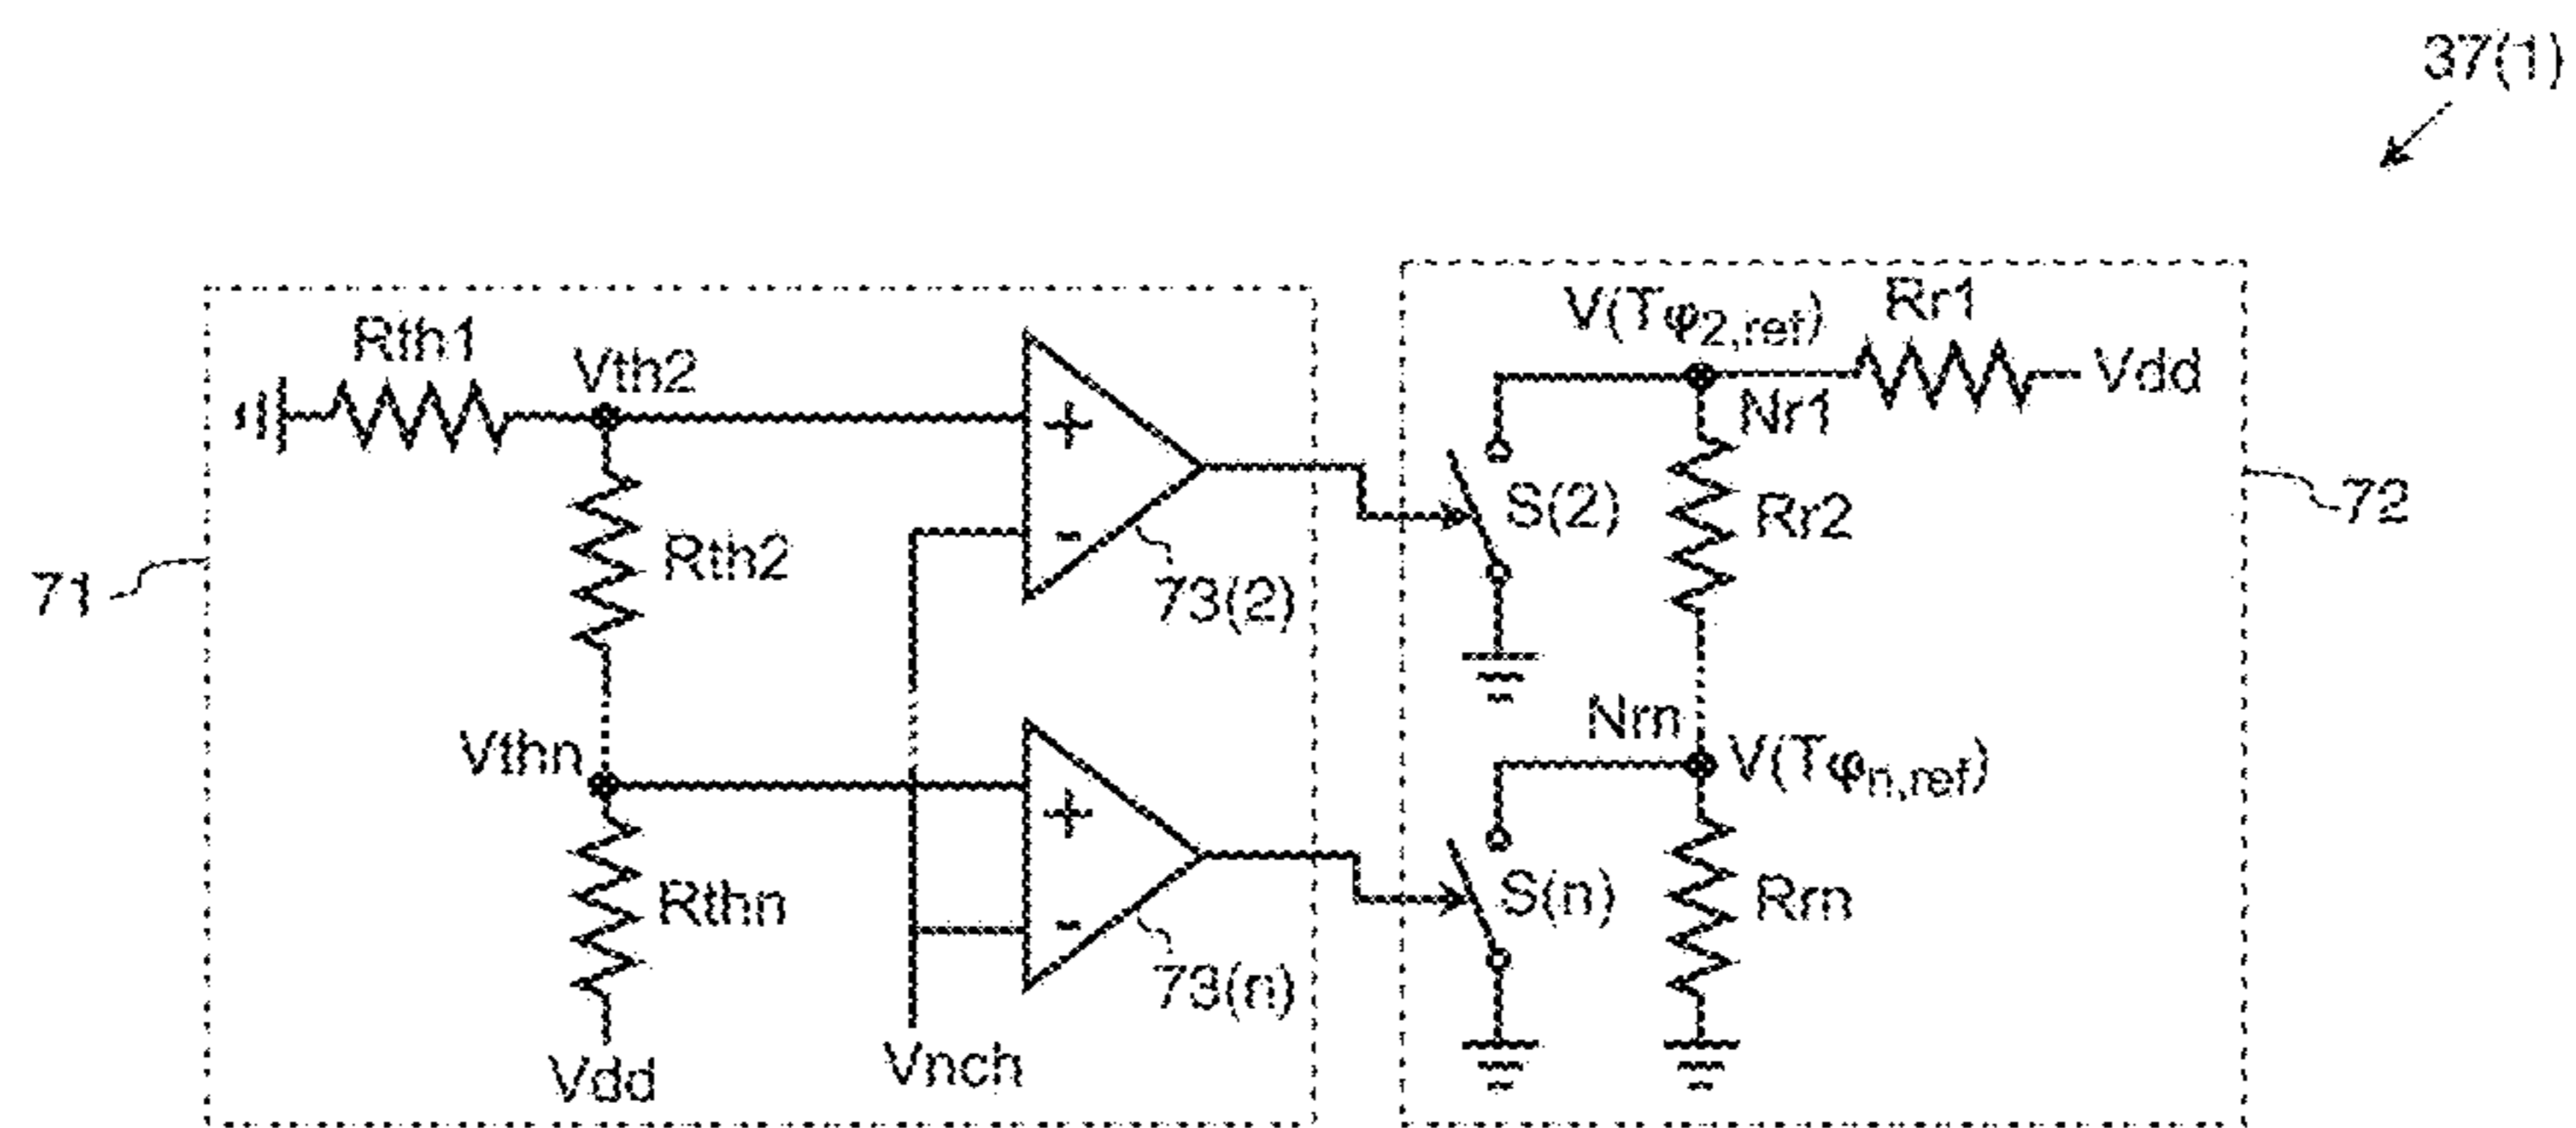 37(1)
Rth1
Vth2
+
-
73(2)
Rth2
71
Vthn
+
-
73(n)
Rthn
Vdd
Vnch
V(Tφ2,ref)
Rr1
Vdd
Nr1
S(2)
Rr2
72
Nrn
V(Tφn,ref)
S(n)
Rrn